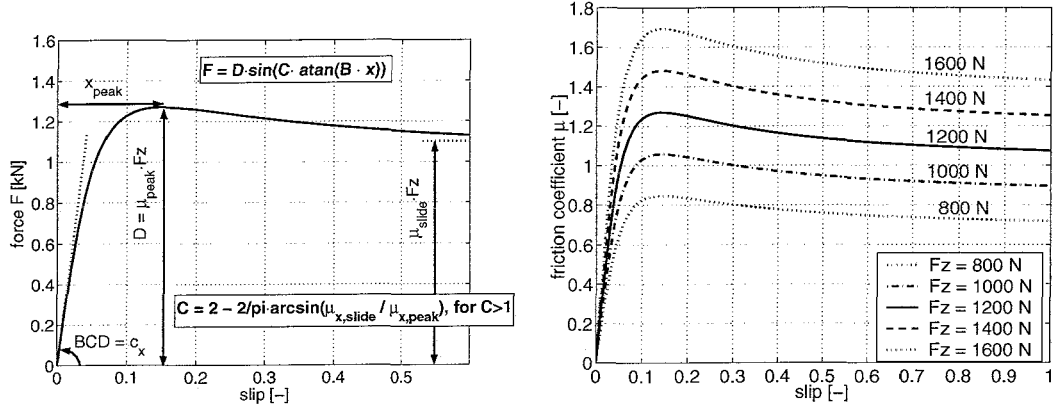 1.8
1.6
1.4
1.2
1
0.8
0.6
0.4
0.2
0
force F [kN]
F = D·sin(C· atan(B · x))
x_peak
D = μ_peak·Fz
μ_slide·Fz
C = 2 – 2/pi·arcsin(μ_x,slide / μ_x,peak), for C>1
BCD = c_x
0 0.1 0.2 0.3 0.4 0.5
slip [–]
1.8
1.6
1.4
1.2
1
0.8
0.6
0.4
0.2
0
friction coefficient μ [–]
1600 N
1400 N
1200 N
1000 N
800 N
Fz = 800 N
Fz = 1000 N
Fz = 1200 N
Fz = 1400 N
Fz = 1600 N
0 0.1 0.2 0.3 0.4 0.5 0.6 0.7 0.8 0.9 1
slip [–]